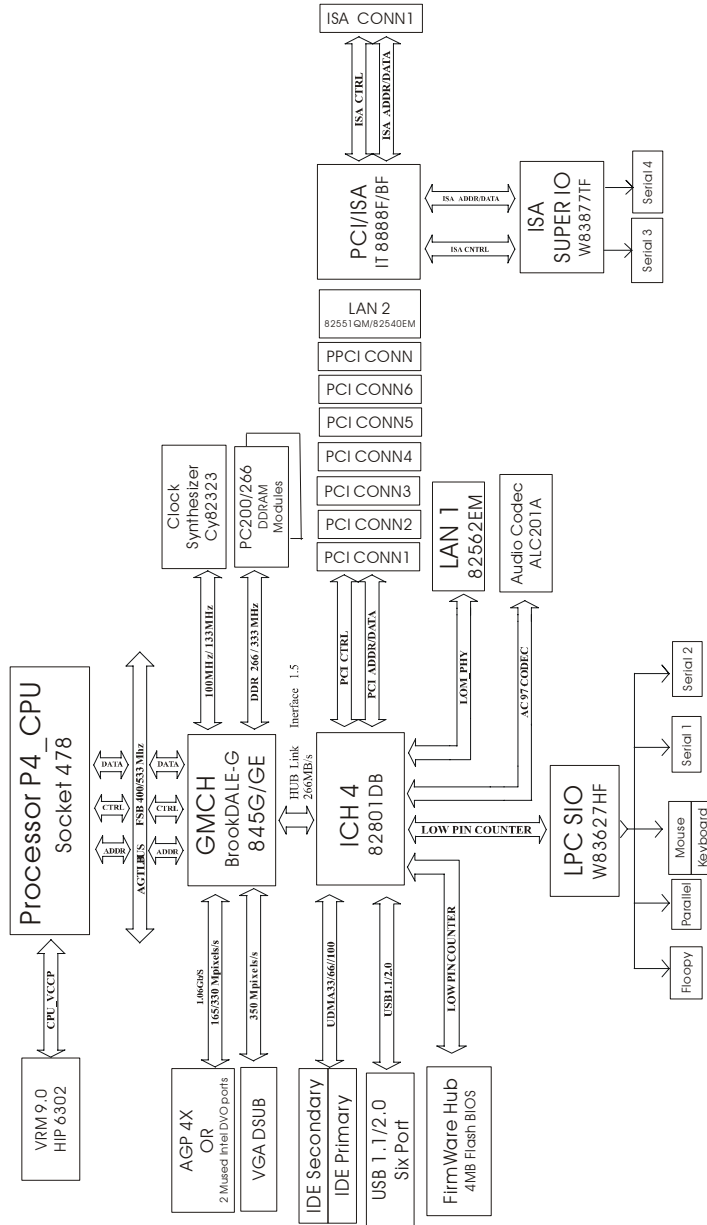 Processor P4_CPU
Socket 478
VRM 9.0
HIP 6302
CPU_VCCP
ADDR
CTRL
DATA
AGTLBUS FSB 400/533 Mhz
ADDR
CTRL
DATA
GMCH
BrookDALE-G
845G/GE
Clock
Synthesizer
Cy82323
100MHz/ 133MHz
PC200/266
DDRAM
Modules
DDR 266/ 333 MHz
AGP 4X
OR
2 Mused Intel DVO ports
1.06Gb/S
165/330 Mpixels/s
VGA DSUB
350 Mpixels/s
HUB Link Inerface 1.5
266MB/s
ICH 4
82801DB
IDE Secondary
IDE Primary
UDMA 33/66//100
USB 1.1/2.0
Six Port
USB1.1/2.0
FirmWare Hub
4MB Flash BIOS
LOW PIN COUNTER
LOW PIN COUNTER
PCI CTRL
PCI ADDR/DATA
PCI CONN1
PCI CONN2
PCI CONN3
PCI CONN4
PCI CONN5
PCI CONN6
PPCI CONN
LAN 2
82551QM/82540EM
PCI/ISA
IT 8888F/BF
ISA CTRL
ISA ADDR/DATA
ISA CONN1
ISA CNTRL
ISA ADDR/DATA
ISA
SUPER IO
W83877TF
Serial 3
Serial 4
LOM_PHY
LAN 1
82562EM
AC 97 CODEC
Audio Codec
ALC201A
LPC SIO
W83627HF
Floopy
Parallel
Mouse
Keyboard
Serial 1
Serial 2